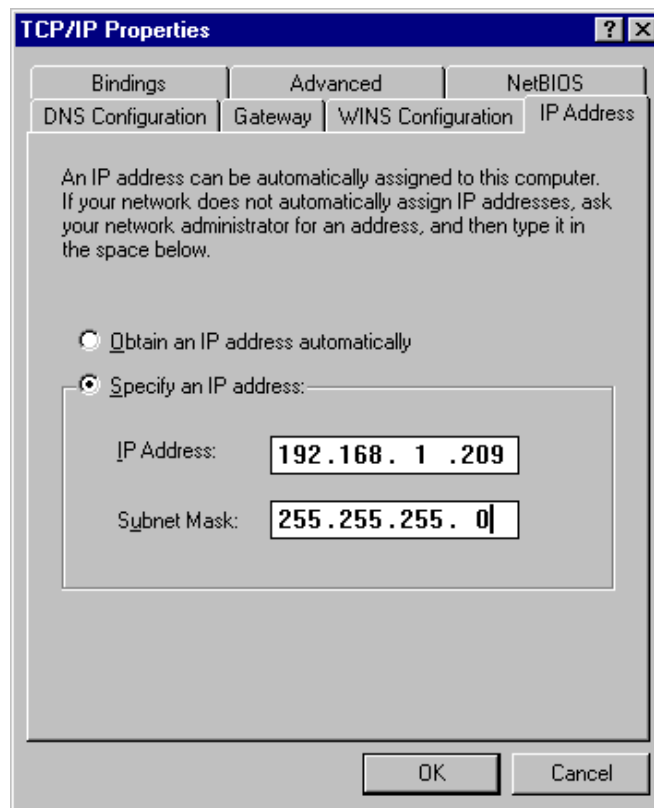 TCP/IP Properties
Bindings Advanced NetBIOS
DNS Configuration Gateway WINS Configuration IP Address
An IP address can be automatically assigned to this computer.
If your network does not automatically assign IP addresses, ask
your network administrator for an address, and then type it in
the space below.
Obtain an IP address automatically
Specify an IP address:
IP Address: 192.168. 1 .209
Subnet Mask: 255.255.255. 0
OK Cancel